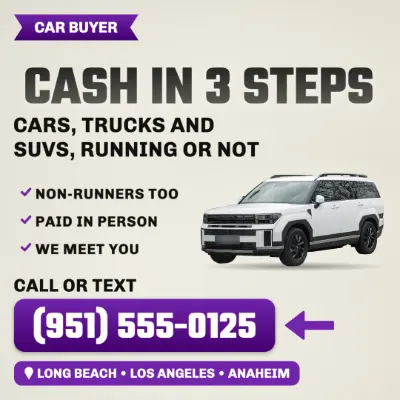 CAR BUYER
CASH IN 3 STEPS
CARS, TRUCKS AND
SUVS, RUNNING OR NOT
NON-RUNNERS TOO
PAID IN PERSON
WE MEET YOU
CALL OR TEXT
(951) 555-0125
LONG BEACH • LOS ANGELES • ANAHEIM